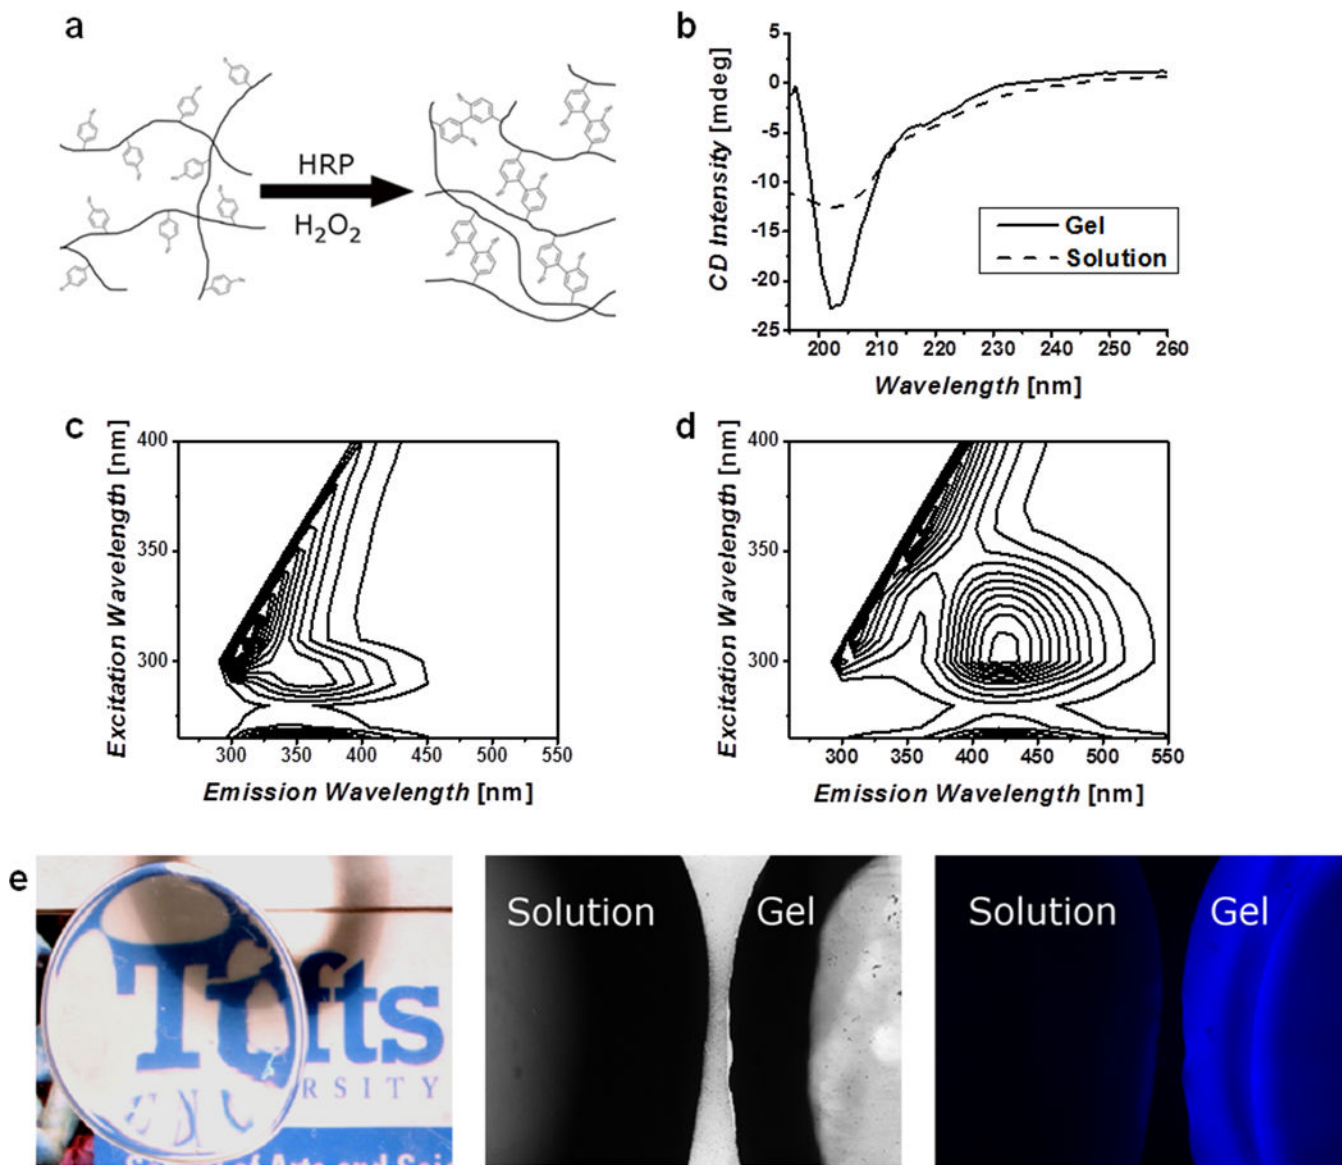 a
HRP
H₂O₂
b
CD Intensity [mdeg]
5
0
-5
-10
-15
-20
-25
Gel
Solution
200 210 220 230 240 250 260
Wavelength [nm]
c
Excitation Wavelength [nm]
400
350
300
300 350 400 450 500 550
Emission Wavelength [nm]
d
Excitation Wavelength [nm]
400
350
300
300 350 400 450 500 550
Emission Wavelength [nm]
e
Tufts
RSITY
of Arts and
Solution Gel
Solution Gel